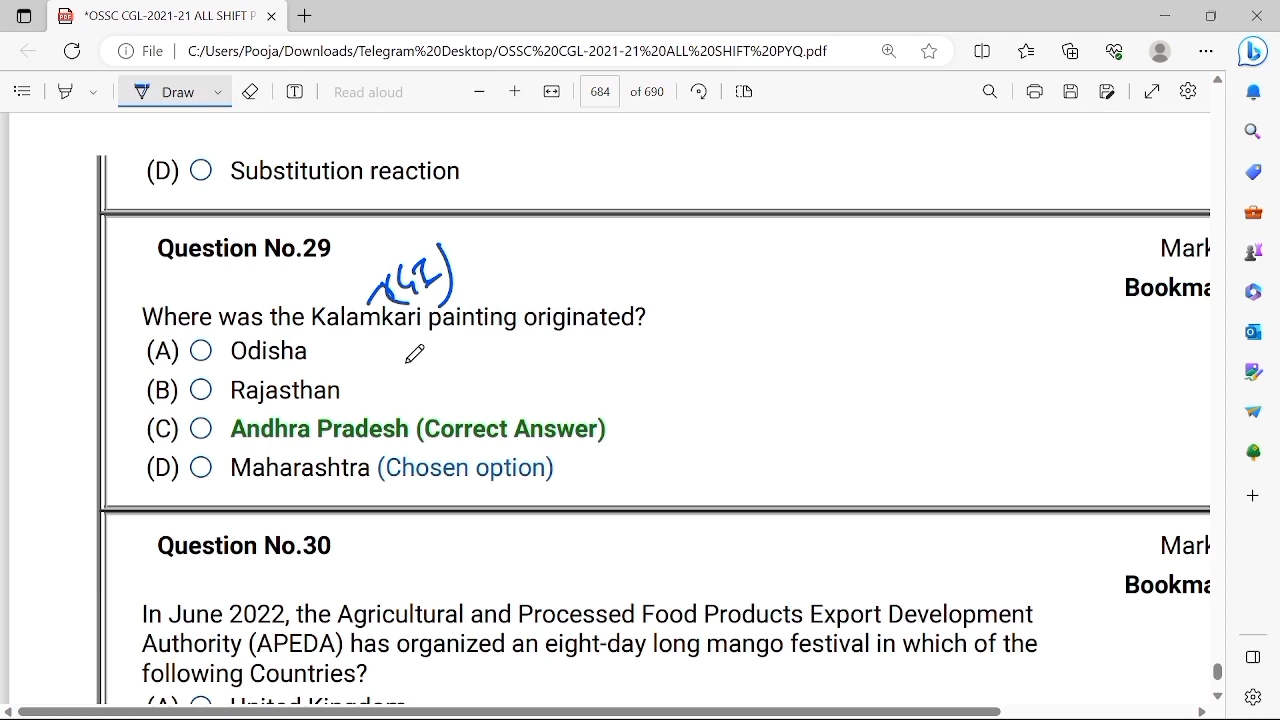 *OSSC CGL-2021-21 ALL SHIFT P
File
C:/Users/Pooja/Downloads/Telegram%20Desktop/OSSC%20CGL-2021-21%20ALL%20SHIFT%20PYQ.pdf
Draw
Read aloud
684 of 690
(D) Substitution reaction
Question No.29
Mark
Bookma
Where was the Kalamkari painting originated?
(A) Odisha
(B) Rajasthan
(C) Andhra Pradesh (Correct Answer)
(D) Maharashtra (Chosen option)
Question No.30
Mark
Bookma
In June 2022, the Agricultural and Processed Food Products Export Development
Authority (APEDA) has organized an eight-day long mango festival in which of the
following Countries?
(A) United Kingdom